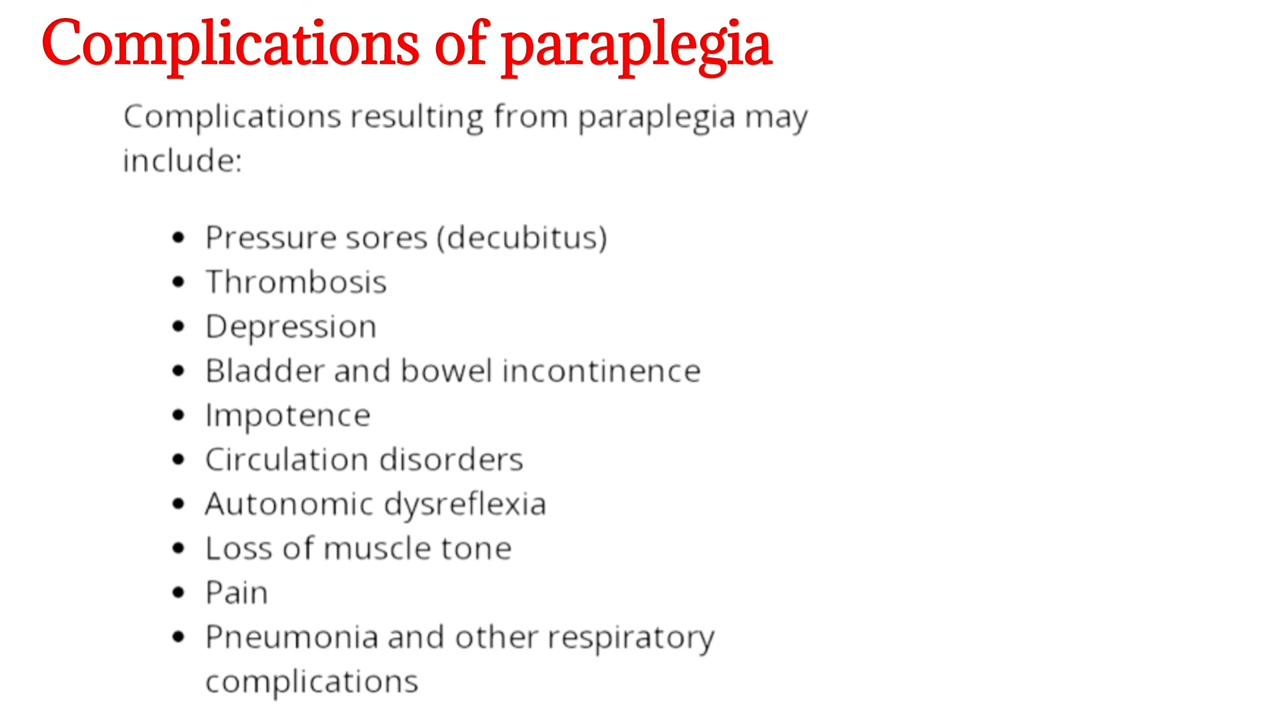 Complications of paraplegia
Complications resulting from paraplegia may
include:
• Pressure sores (decubitus)
• Thrombosis
• Depression
• Bladder and bowel incontinence
• Impotence
• Circulation disorders
• Autonomic dysreflexia
• Loss of muscle tone
• Pain
• Pneumonia and other respiratory
complications